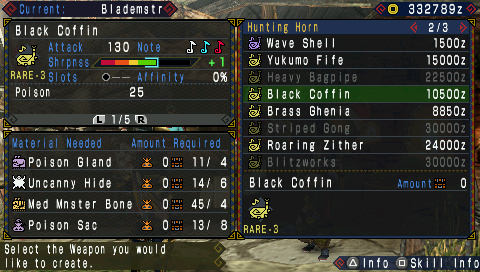 Current: Blademstr
332789z
Black Coffin
Attack 130 Note
Shrpnss +1
RARE-3
Slots Affinity 0%
Poison 25
L 1/5 R
Material Needed Amount Required
Poison Gland 0 11/ 4
Uncanny Hide 0 14/ 6
Med Mnster Bone 0 45/ 4
Poison Sac 0 13/ 8
Hunting Horn 2/3
Wave Shell 1500z
Yukumo Fife 1000z
Heavy Bagpipe 22500z
Black Coffin 10500z
Brass Ghenia 8850z
Striped Gong 30000z
Roaring Zither 24000z
Blitzworks 30000z
Black Coffin Amount 0
RARE-3
Select the Weapon you would
like to create.
Info Skill Info